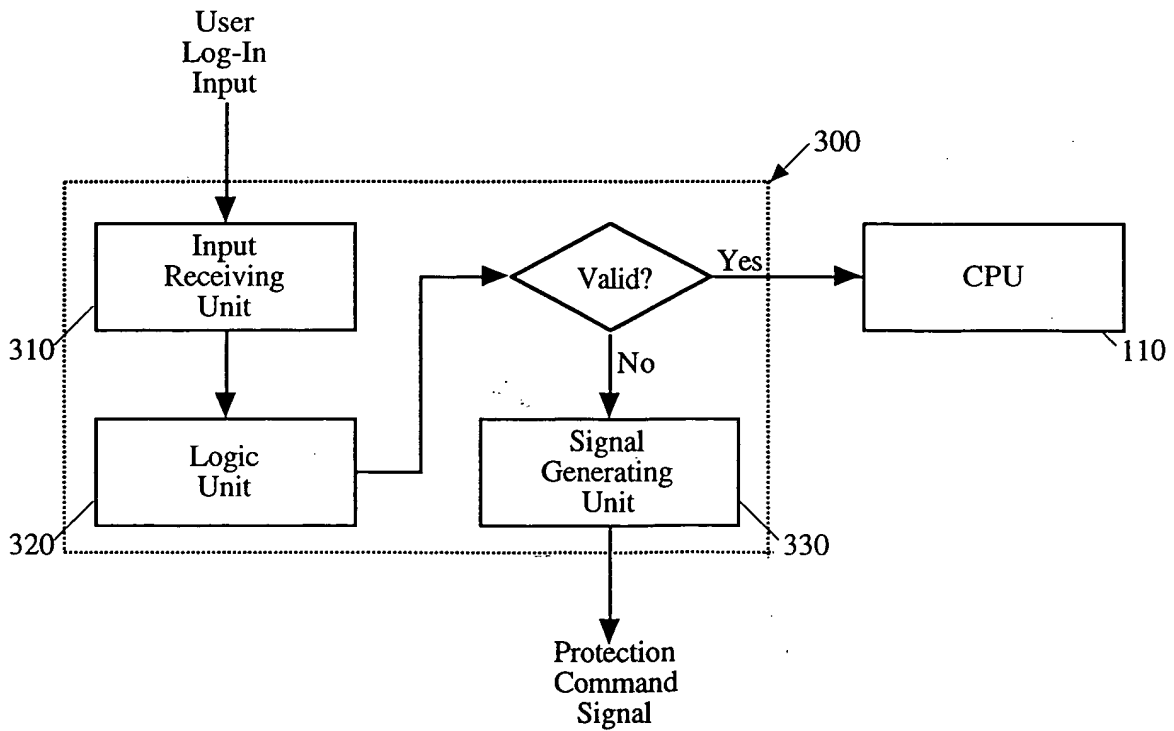 User
Log-In
Input
300
Input
Receiving
Unit
310
Valid?
Yes
CPU
110
No
Logic
Unit
320
Signal
Generating
Unit
330
Protection
Command
Signal